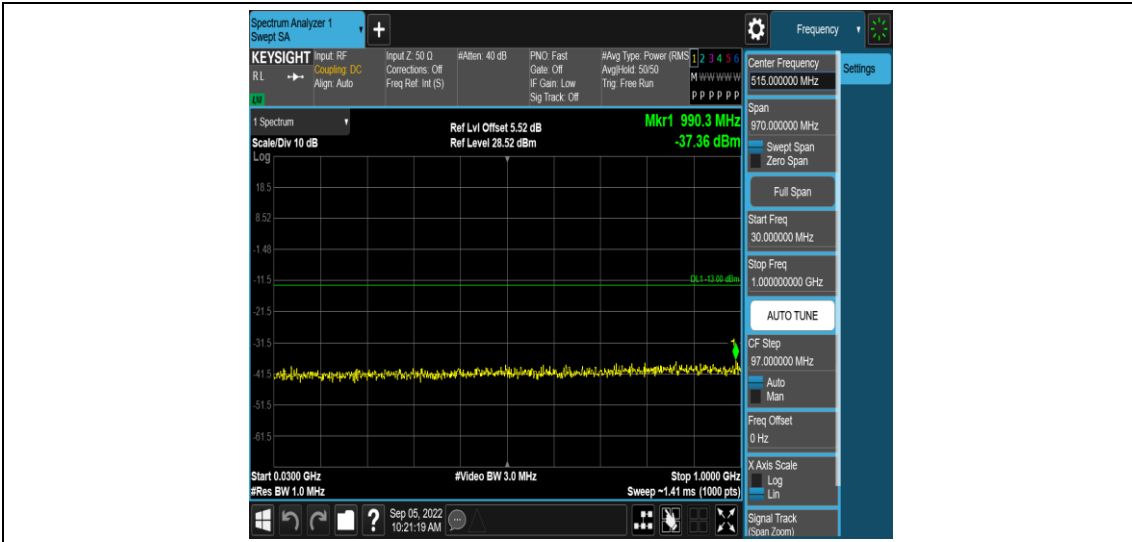 Spectrum Analyzer 1
Swept SA
+
Frequency
KEYSIGHT
Input: RF
Input Z: 50 Ω
#Atten: 40 dB
PNO: Fast
#Avg Type: Power (RMS
1 2 3 4 5 6
RL
Coupling: DC
Corrections: Off
Gate: Off
Avg|Hold: 50/50
M W W W W W
Align: Auto
Freq Ref: Int (S)
IF Gain: Low
Trig: Free Run
Sig Track: Off
P P P P P P
Center Frequency
515.000000 MHz
Settings
1 Spectrum
Ref Lvl Offset 5.52 dB
Mkr1 990.3 MHz
Scale/Div 10 dB
Ref Level 28.52 dBm
-37.36 dBm
Log
18.5
8.52
-1.48
-11.5
DL1 -13.00 dBm
-21.5
-31.5
1
-41.5
-51.5
-61.5
Start 0.0300 GHz
#Video BW 3.0 MHz
Stop 1.0000 GHz
#Res BW 1.0 MHz
Sweep ~1.41 ms (1000 pts)
Span
970.000000 MHz
Swept Span
Zero Span
Full Span
Start Freq
30.000000 MHz
Stop Freq
1.000000000 GHz
AUTO TUNE
CF Step
97.000000 MHz
Auto
Man
Freq Offset
0 Hz
X Axis Scale
Log
Lin
Signal Track
(Span Zoom)
?
Sep 05, 2022
10:21:19 AM